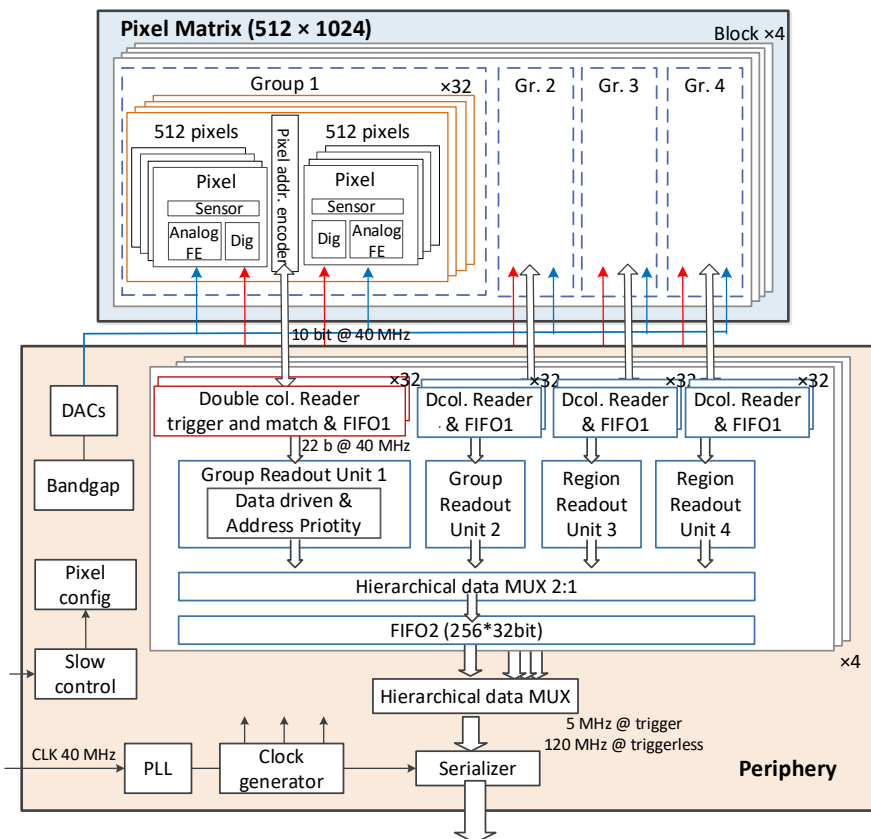 Pixel Matrix (512 × 1024)
Block ×4
Group 1
×32
Gr. 2
Gr. 3
Gr. 4
512 pixels
512 pixels
Pixel addr. encoder
Pixel
Pixel
Sensor
Sensor
Analog
FE
Dig
Dig
Analog
FE
10 bit @ 40 MHz
DACs
Bandgap
×32
×32
×32
×32
Double col. Reader
trigger and match & FIFO1
Dcol. Reader
& FIFO1
Dcol. Reader
& FIFO1
Dcol. Reader
& FIFO1
22 b @ 40 MHz
Group Readout Unit 1
Data driven &
Address Priotity
Group
Readout
Unit 2
Region
Readout
Unit 3
Region
Readout
Unit 4
Pixel
config
Hierarchical data MUX 2:1
FIFO2 (256*32bit)
Slow
control
×4
Hierarchical data MUX
5 MHz @ trigger
120 MHz @ triggerless
CLK 40 MHz
PLL
Clock
generator
Serializer
Periphery